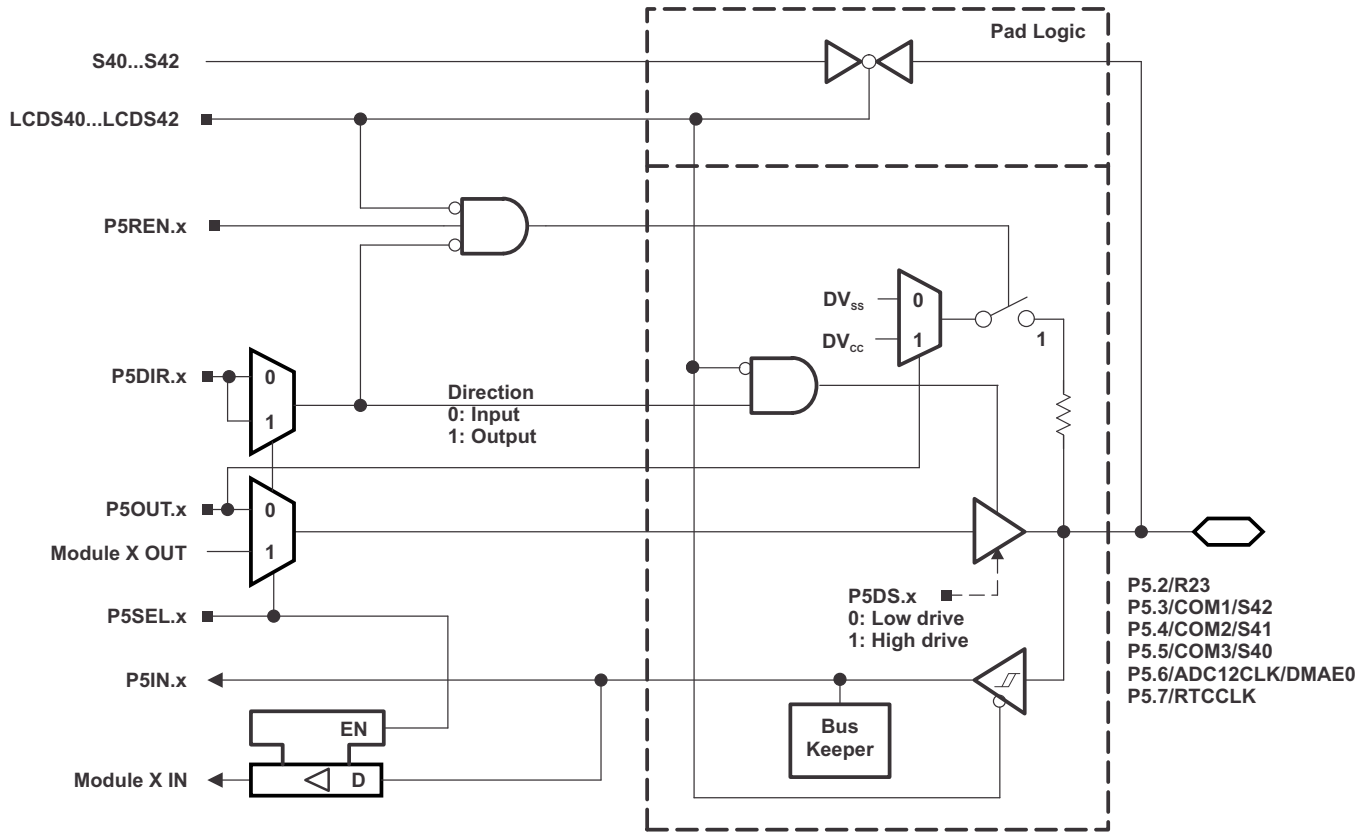 Pad Logic
S40...S42
LCDS40...LCDS42
P5REN.x
DVss
0
DVcc
1
1
P5DIR.x
0
1
Direction
0: Input
1: Output
P5OUT.x
0
Module X OUT
1
P5SEL.x
P5DS.x
0: Low drive
1: High drive
P5.2/R23
P5.3/COM1/S42
P5.4/COM2/S41
P5.5/COM3/S40
P5.6/ADC12CLK/DMAE0
P5.7/RTCCLK
P5IN.x
Bus
Keeper
EN
Module X IN
D